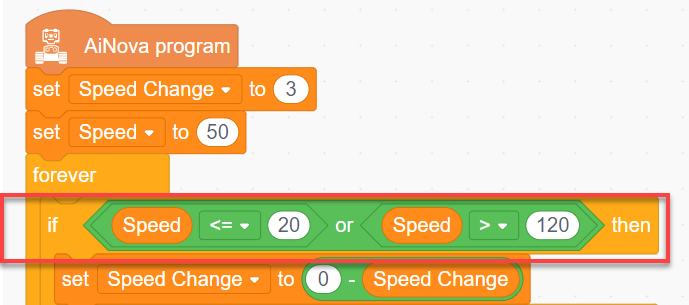 AiNova program
set Speed Change to 3
set Speed to 50
forever
if Speed <= 20 or Speed > 120 then
set Speed Change to 0 - Speed Change